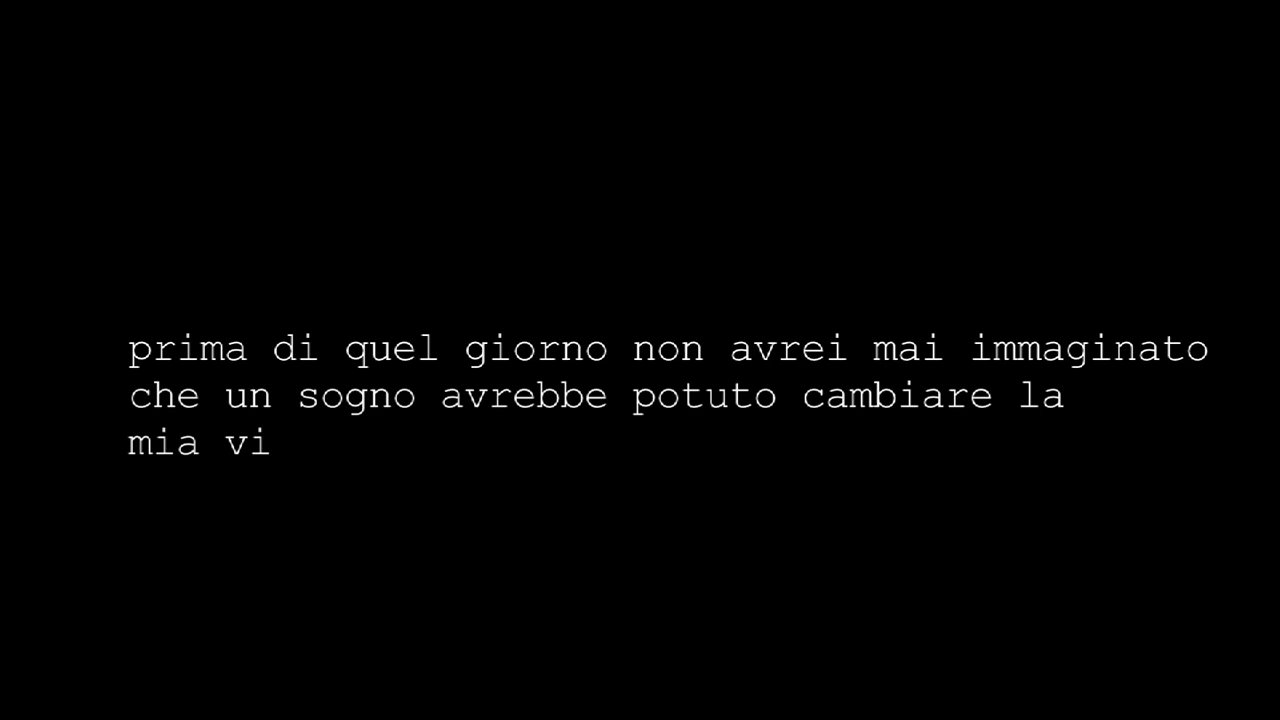 prima di quel giorno non avrei mai immaginato
che un sogno avrebbe potuto cambiare la
mia vi